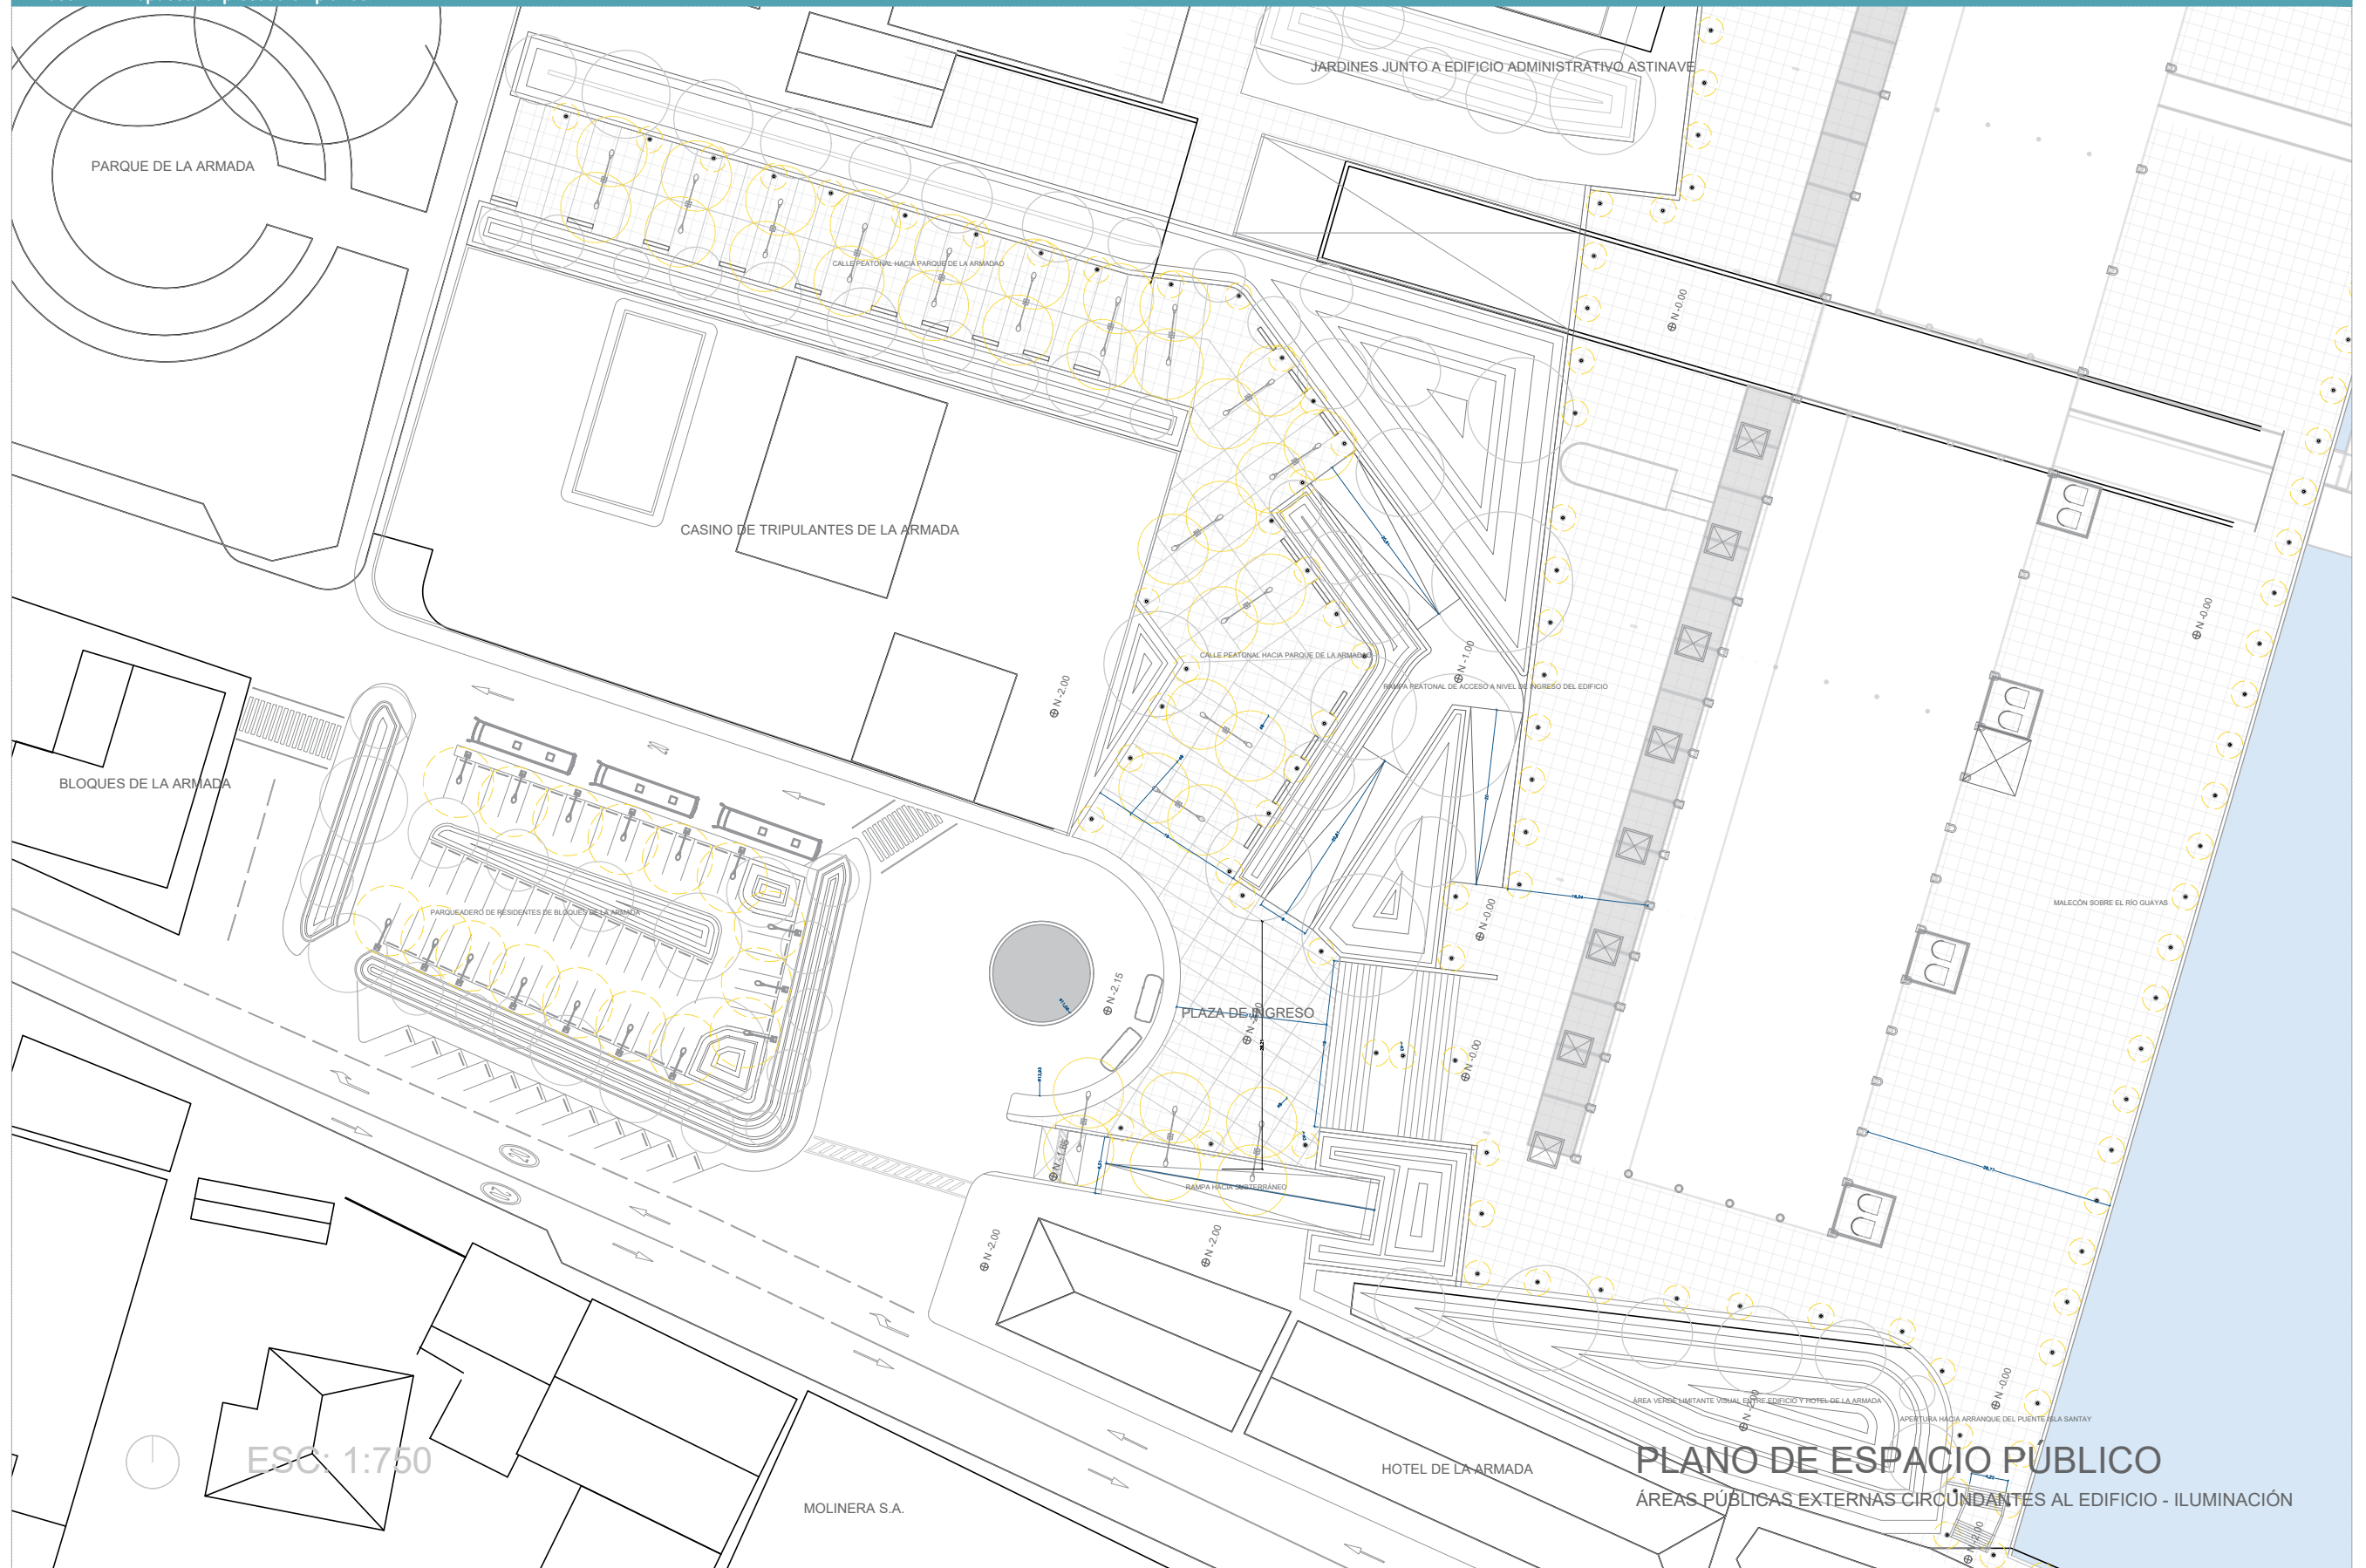 JARDINES JUNTO A EDIFICIO ADMINISTRATIVO ASTINAVE
PARQUE DE LA ARMADA
CALLE PEATONAL HACIA PARQUE DE LA ARMADAD
N -0.00
CASINO DE TRIPULANTES DE LA ARMADA
N -0.00
CALLE PEATONAL HACIA PARQUE DE LA ARMADAD
N -1.00
RAMPA PEATONAL DE ACCESO A NIVEL DE INGRESO DEL EDIFICIO
N -2.00
BLOQUES DE LA ARMADA
MALECÓN SOBRE EL RÍO GUAYAS
PARQUEADERO DE RESIDENTES DE BLOQUES DE LA ARMADA
N -0.00
N -2.15
PLAZA DE INGRESO
N -0.00
N -1.65
RAMPA HACIA SUBTERRÁNEO
N -2.00
N -2.00
N -0.00
ÁREA VERDE LIMITANTE VISUAL ENTRE EDIFICIO Y HOTEL DE LA ARMADA
APERTURA HACIA ARRANQUE DEL PUENTE ISLA SANTAY
ESC: 1:750
PLANO DE ESPACIO PÚBLICO
HOTEL DE LA ARMADA
ÁREAS PÚBLICAS EXTERNAS CIRCUNDANTES AL EDIFICIO - ILUMINACIÓN
MOLINERA S.A.
N -2.00